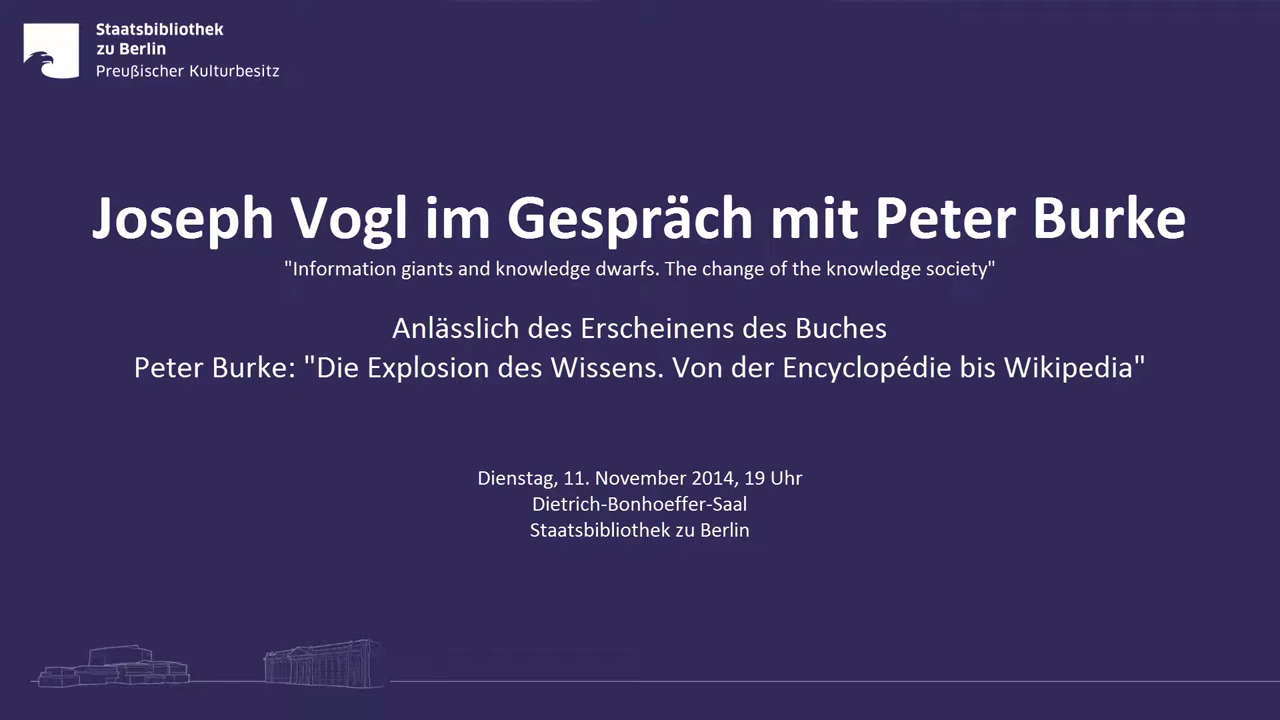 Staatsbibliothek
zu Berlin
Preußischer Kulturbesitz
Joseph Vogl im Gespräch mit Peter Burke
"Information giants and knowledge dwarfs. The change of the knowledge society"
Anlässlich des Erscheinens des Buches
Peter Burke: "Die Explosion des Wissens. Von der Encyclopédie bis Wikipedia"
Dienstag, 11. November 2014, 19 Uhr
Dietrich-Bonhoeffer-Saal
Staatsbibliothek zu Berlin